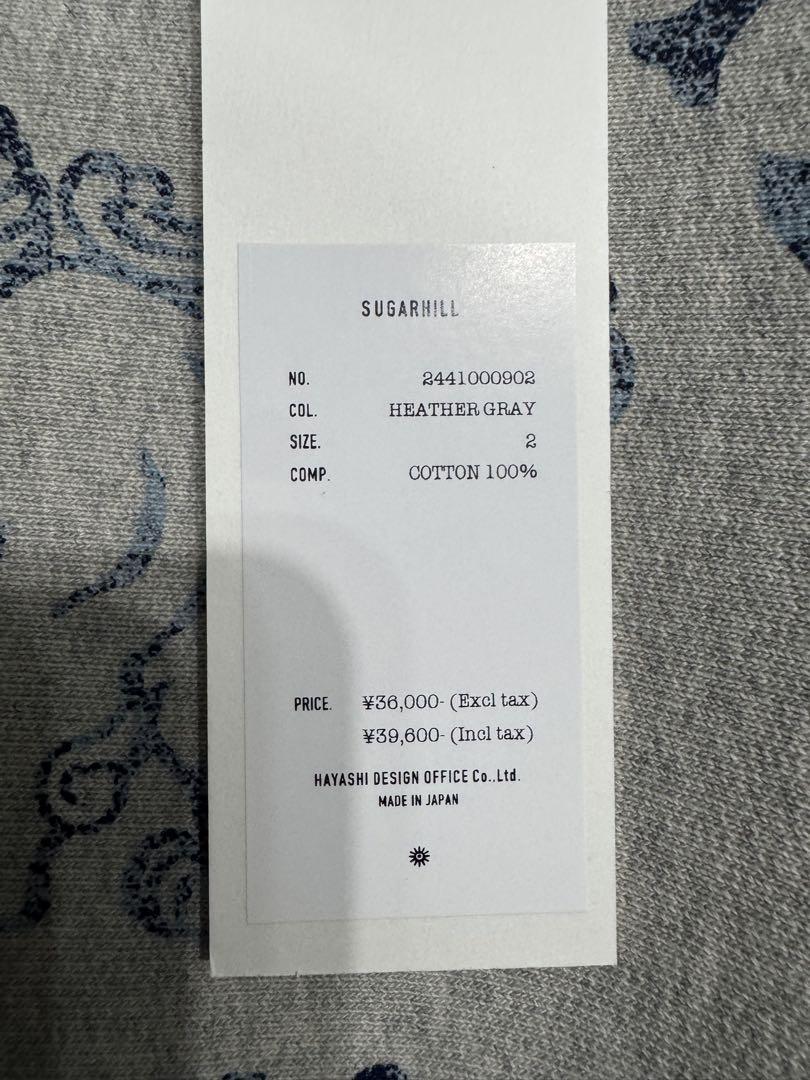 SUGARHILL
NO. 2441000902
COL. HEATHER GRAY
SIZE. 2
COMP. COTTON 100%
PRICE. ¥36,000- (Excl tax)
¥39,600- (Incl tax)
HAYASHI DESIGN OFFICE Co.,Ltd.
MADE IN JAPAN